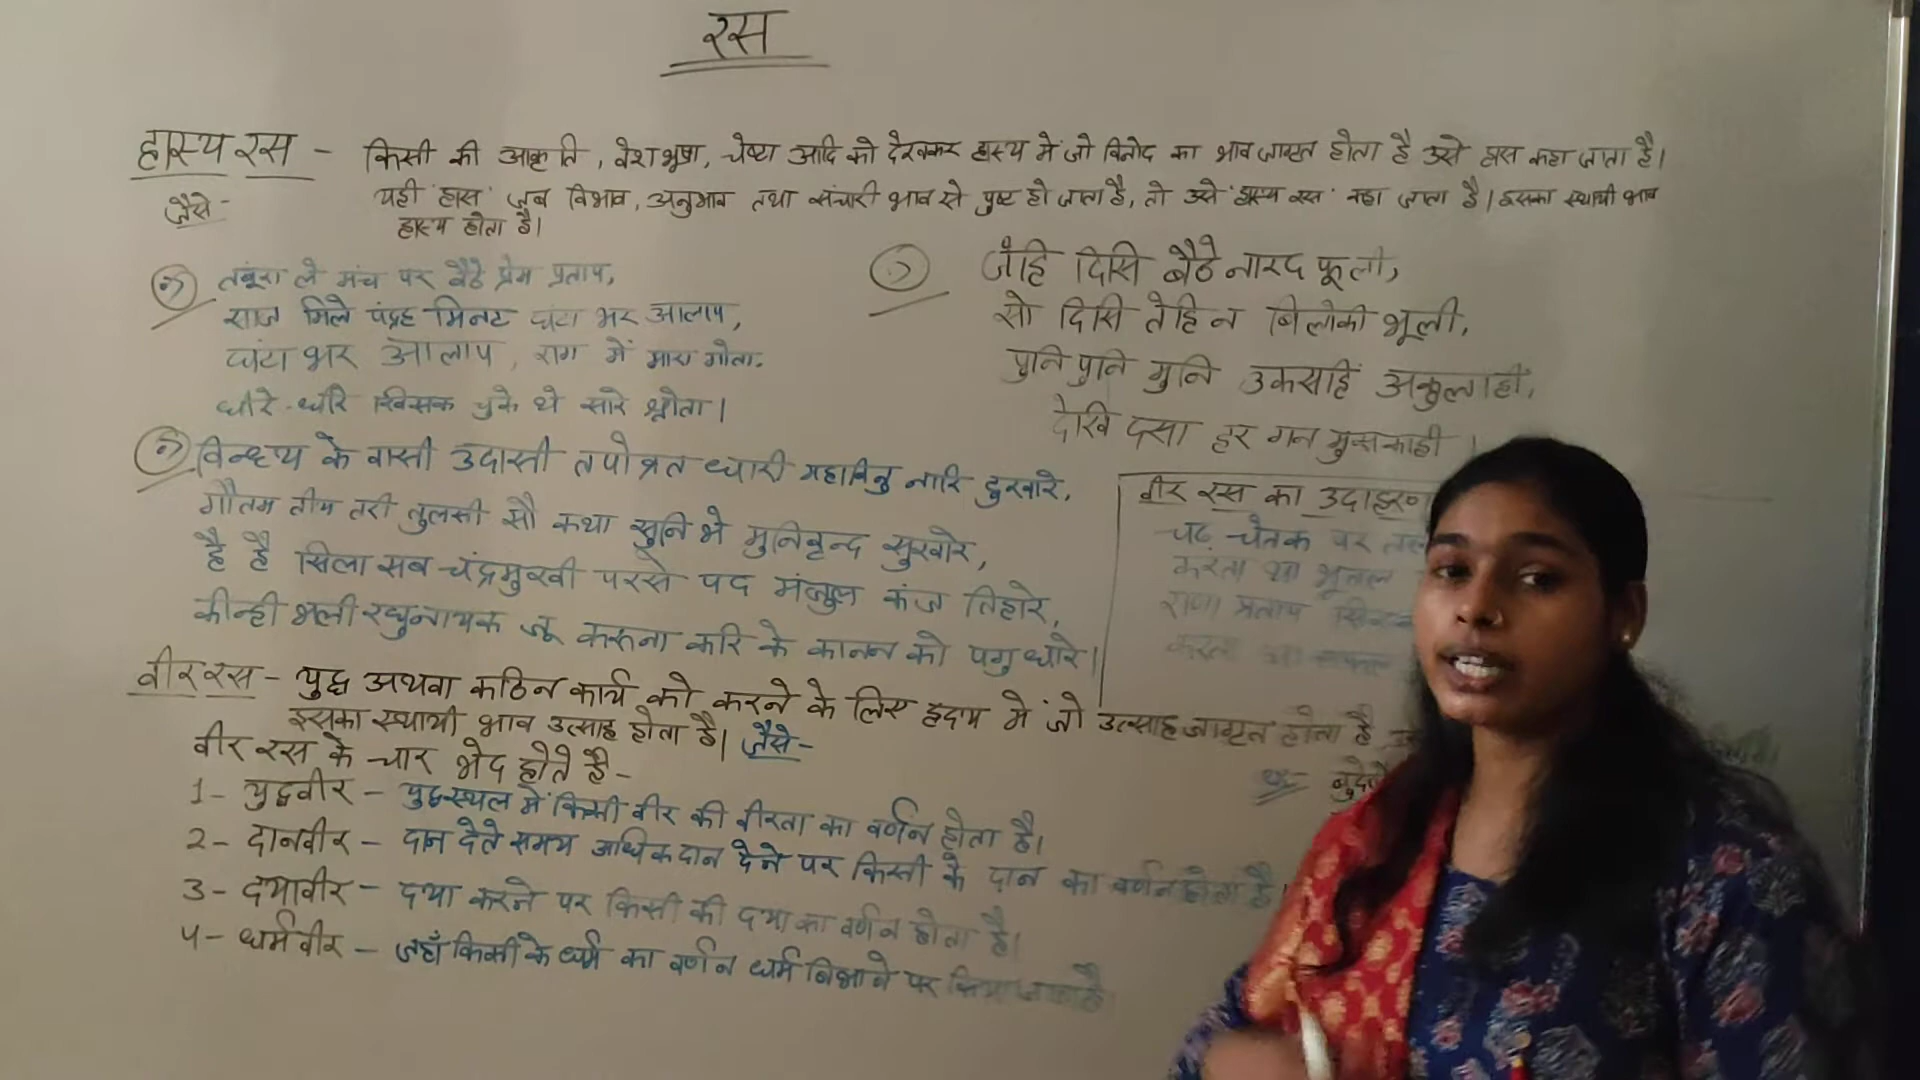 रस
हास्य रस - किसी की आकृति, वेशभूषा, चेष्टा आदि को देखकर हास्य में जो विनोद का भाव जाग्रत होता है उसे हास कहा जाता है।
जैसे- यही 'हास' जब विभाव, अनुभाव तथा संचारी भाव से पुष्ट हो जाता है, तो उसे 'हास्य रस' कहा जाता है। इसका स्थायी भाव
हास्य होता है।
तंबूरा ले मंच पर बैठे प्रेम प्रताप,
साज मिले पंद्रह मिनट घंटा भर आलाप,
घंटा भर आलाप, राग में मारा गोता,
धीरे-धीरे खिसक चुके थे सारे श्रोता।
जेहि दिसि बैठे नारद फूली,
सो दिसि तेहि न बिलोकी भूली,
पुनि पुनि मुनि उकसहिं अकुलाहीं,
देखि दसा हर गन मुसकाही।
विन्ध्य के वासी उदासी तपोव्रत धारी महाबिनु नारि दुखारे,
गौतम तीय तरी तुलसी सौ कथा सुनि भे मुनिवृन्द सुखारे,
है है सिला सब चंद्रमुखी परसे पद मंजुल कंज तिहारे,
कीन्ही भली रघुनायक जू करुना करि के कानन को पगु धारे।
वीर रस का उदाहरण
चढ़ चेतक पर
करता था भूतल
राणा प्रताप
करता था सफल
वीर रस - युद्ध अथवा कठिन कार्य को करने के लिए हृदय में जो उत्साह जाग्रत होता है
इसका स्थायी भाव उत्साह होता है। जैसे-
वीर रस के चार भेद होते है-
1- युद्धवीर - युद्धस्थल में किसी वीर की वीरता का वर्णन होता है।
2- दानवीर - दान देते समय अधिक दान देने पर किसी के दान का वर्णन होता है
3- दयावीर - दया करने पर किसी की दया का वर्णन होता है।
4- धर्मवीर - जहाँ किसी के धर्म का वर्णन धर्म निभाने पर किया जाता है